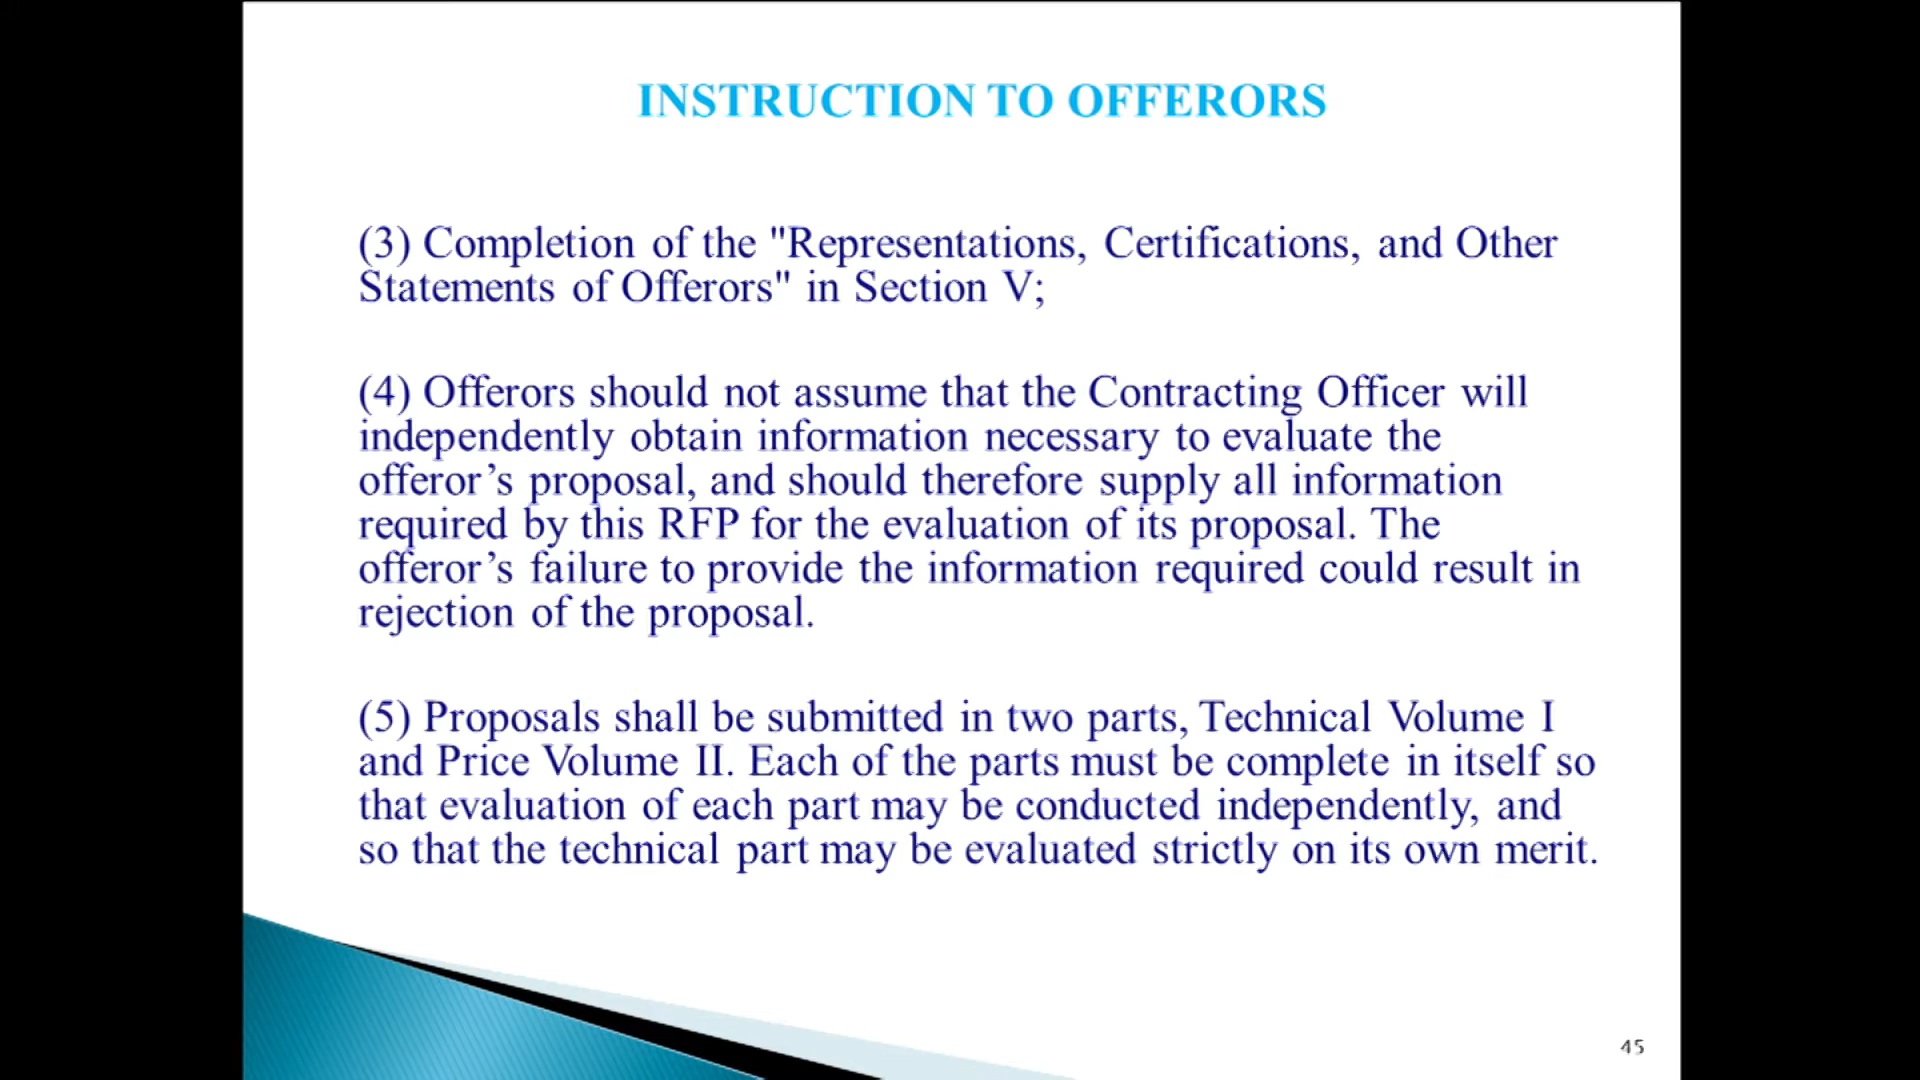 INSTRUCTION TO OFFERORS
(3) Completion of the "Representations, Certifications, and Other
Statements of Offerors" in Section V;
(4) Offerors should not assume that the Contracting Officer will
independently obtain information necessary to evaluate the
offeror’s proposal, and should therefore supply all information
required by this RFP for the evaluation of its proposal. The
offeror’s failure to provide the information required could result in
rejection of the proposal.
(5) Proposals shall be submitted in two parts, Technical Volume I
and Price Volume II. Each of the parts must be complete in itself so
that evaluation of each part may be conducted independently, and
so that the technical part may be evaluated strictly on its own merit.
45